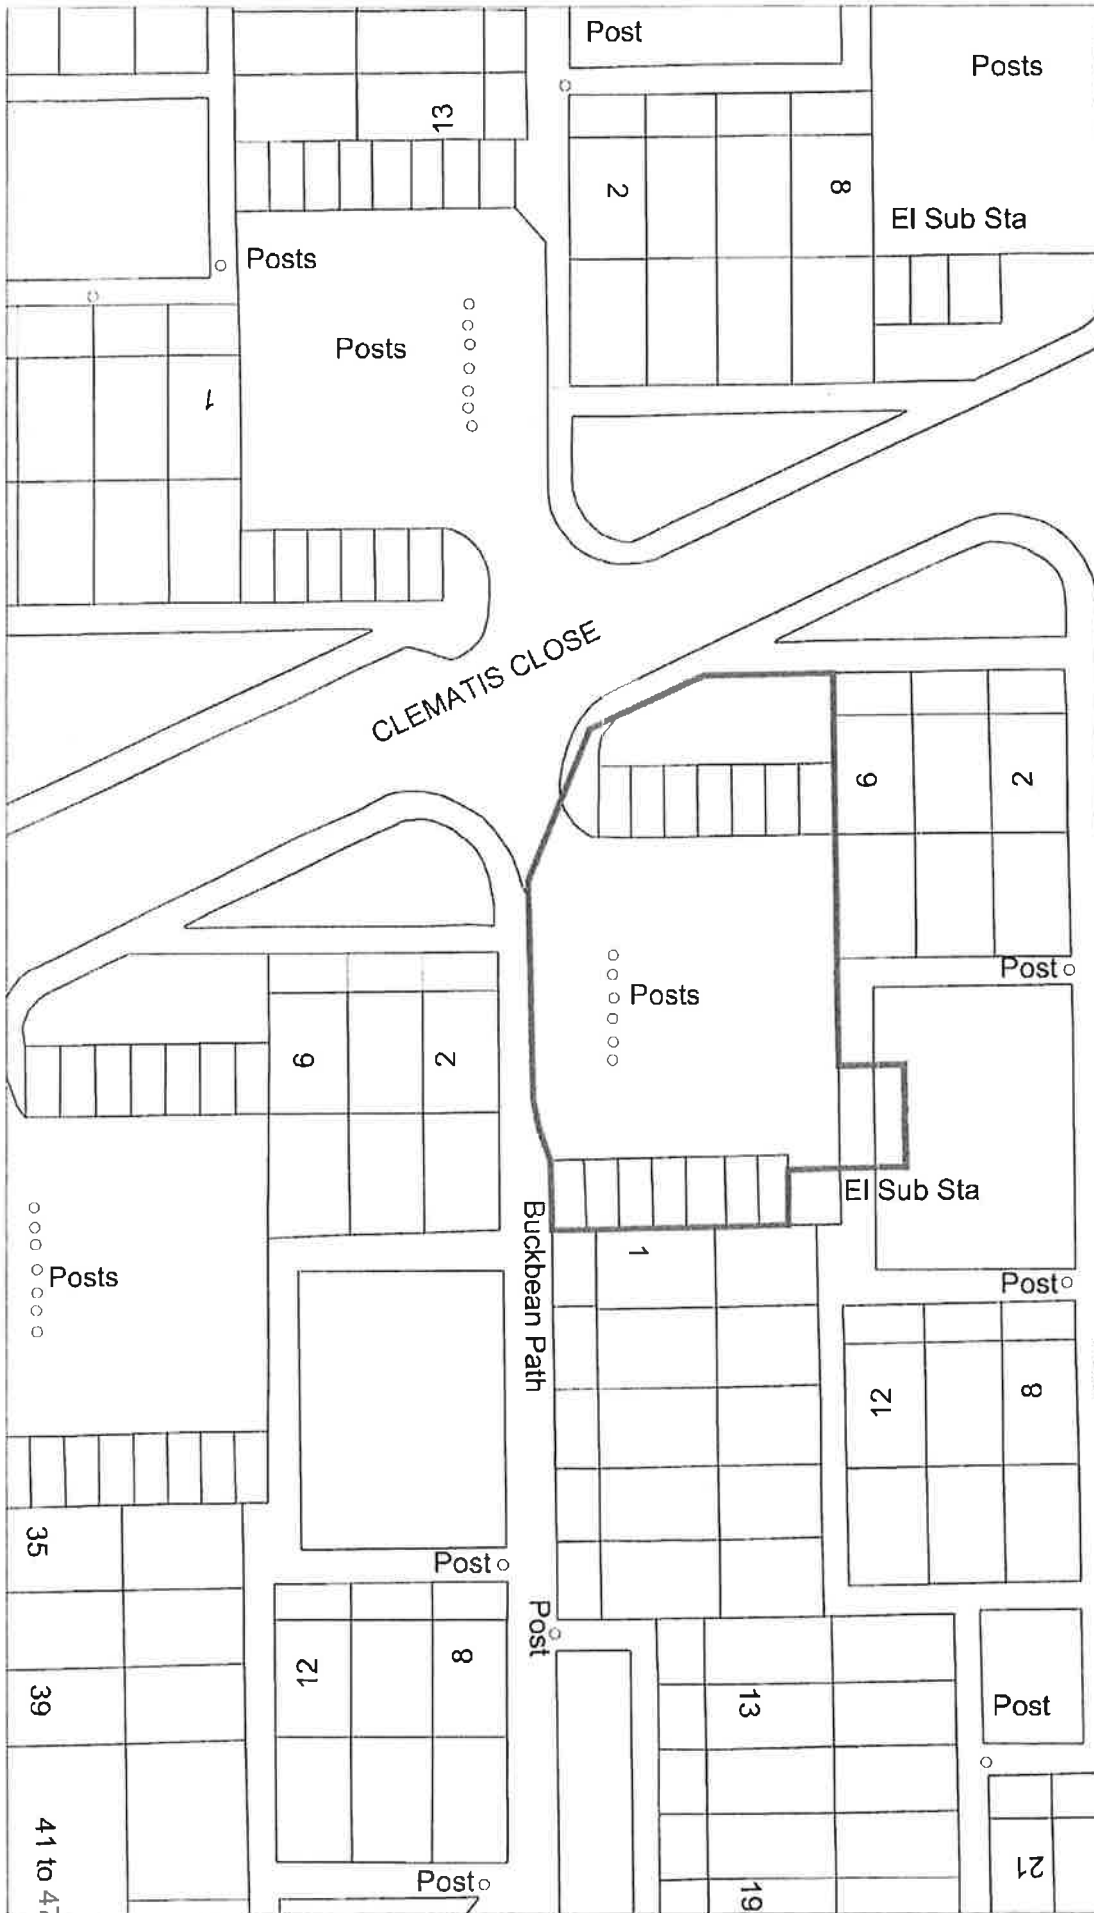 Post
Posts
13
2
8
El Sub Sta
Posts
Posts
1
CLEMATIS CLOSE
6
2
Post
Posts
6
2
El Sub Sta
Buckbean Path
1
Posts
Post
12
8
35
Post
Post
12
8
39
13
Post
41 to 47
21
Post
19